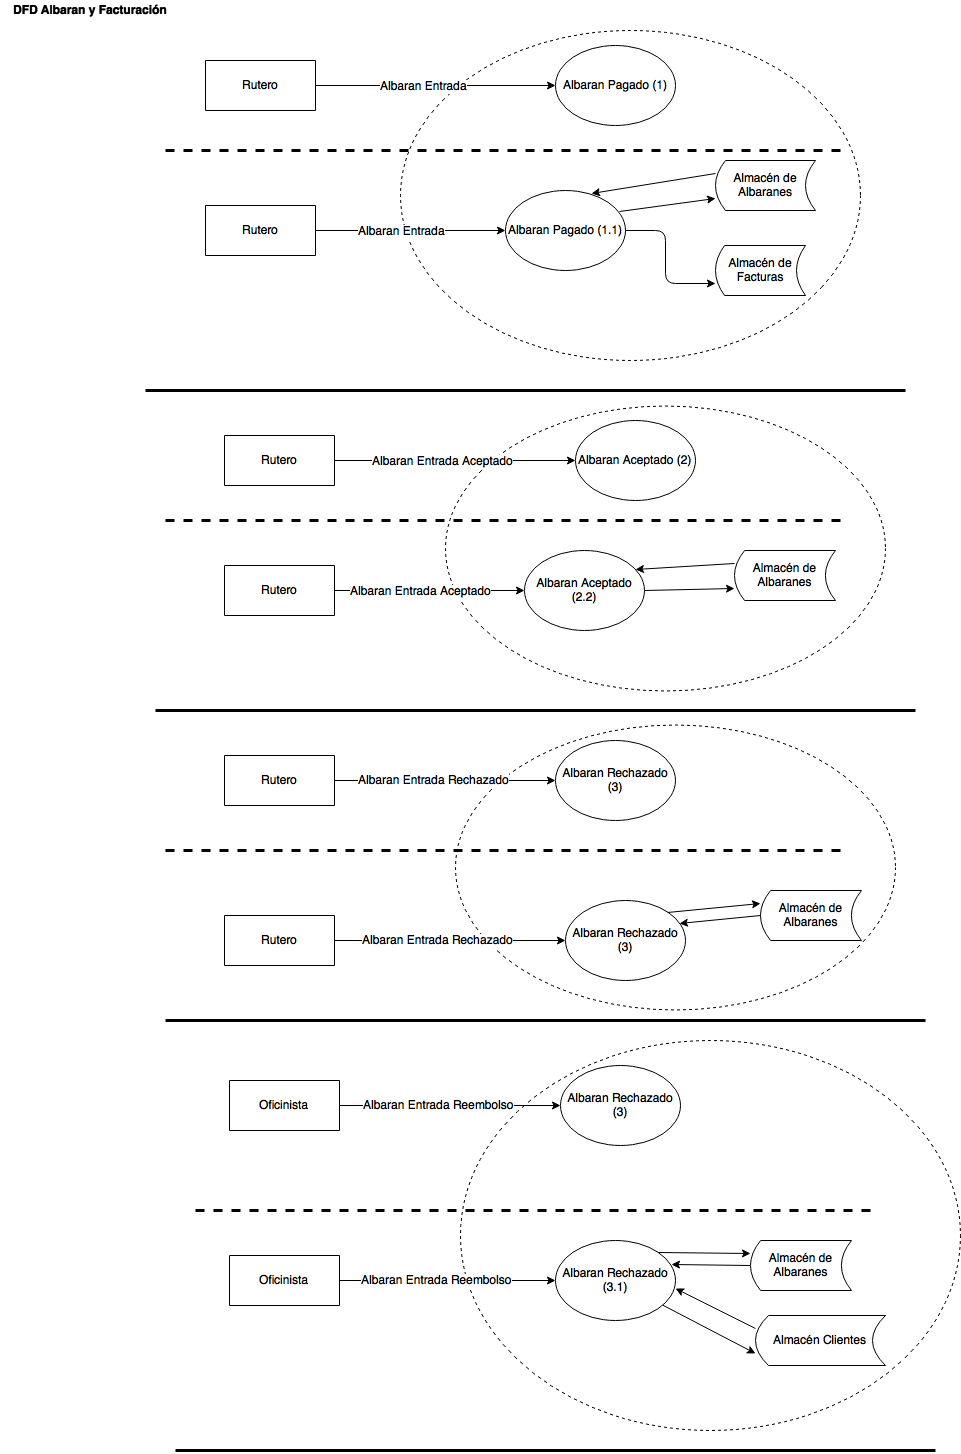 DFD Albaran y Facturación
Rutero
Albaran Entrada
Albaran Pagado (1)
Rutero
Albaran Entrada
Albaran Pagado (1.1)
Almacén de
Albaranes
Almacén de
Facturas
Rutero
Albaran Entrada Aceptado
Albaran Aceptado (2)
Rutero
Albaran Entrada Aceptado
Albaran Aceptado
(2.2)
Almacén de
Albaranes
Rutero
Albaran Entrada Rechazado
Albaran Rechazado
(3)
Rutero
Albaran Entrada Rechazado
Albaran Rechazado
(3)
Almacén de
Albaranes
Oficinista
Albaran Entrada Reembolso
Albaran Rechazado
(3)
Oficinista
Albaran Entrada Reembolso
Albaran Rechazado
(3.1)
Almacén de
Albaranes
Almacén Clientes